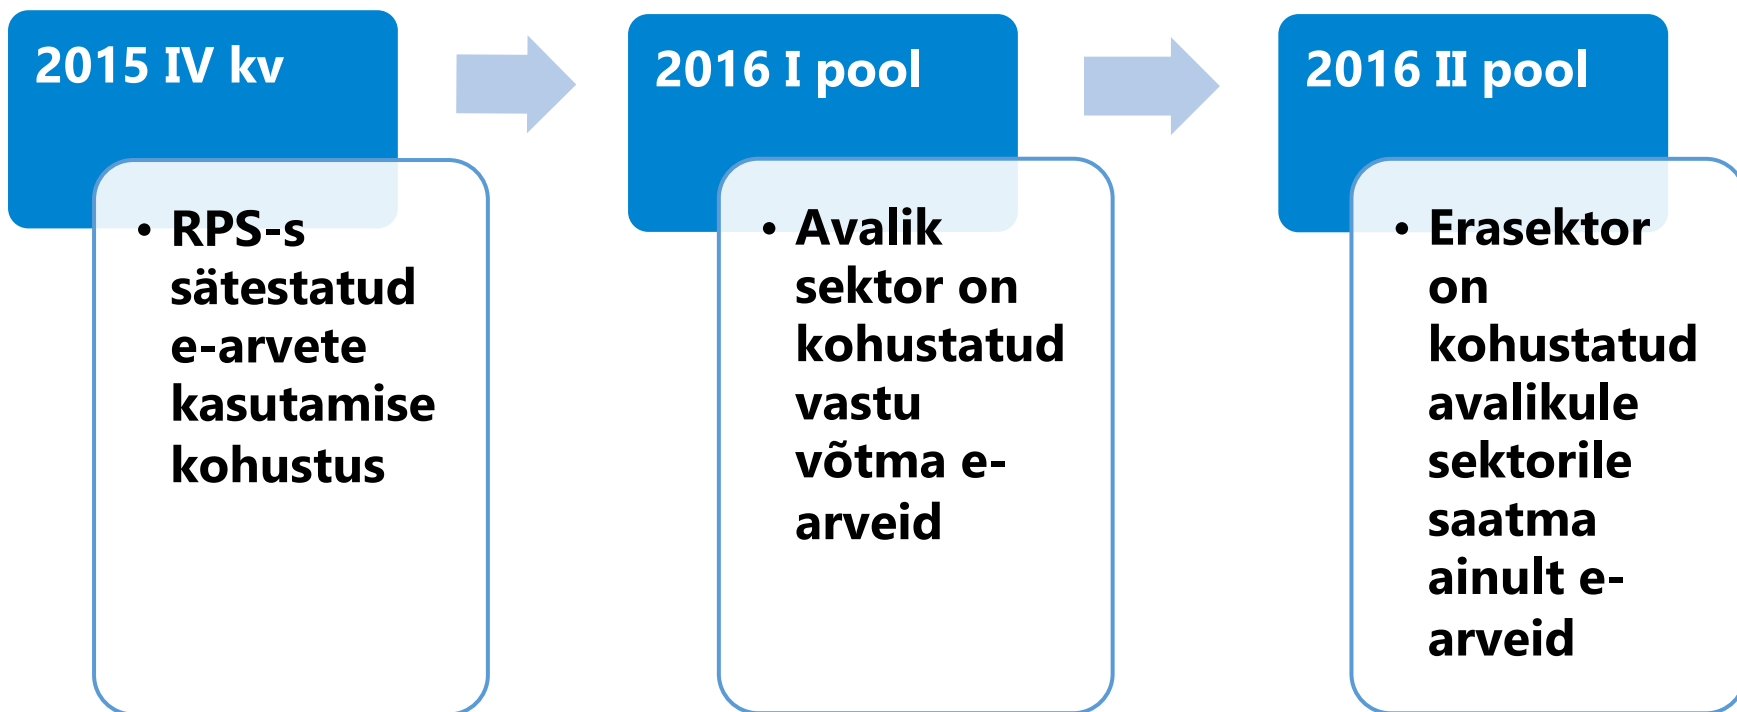 2015 IV kv
• RPS-s
sätestatud
e-arvete
kasutamise
kohustus
2016 I pool
• Avalik
sektor on
kohustatud
vastu
võtma e-
arveid
2016 II pool
• Erasektor
on
kohustatud
avalikule
sektorile
saatma
ainult e-
arveid